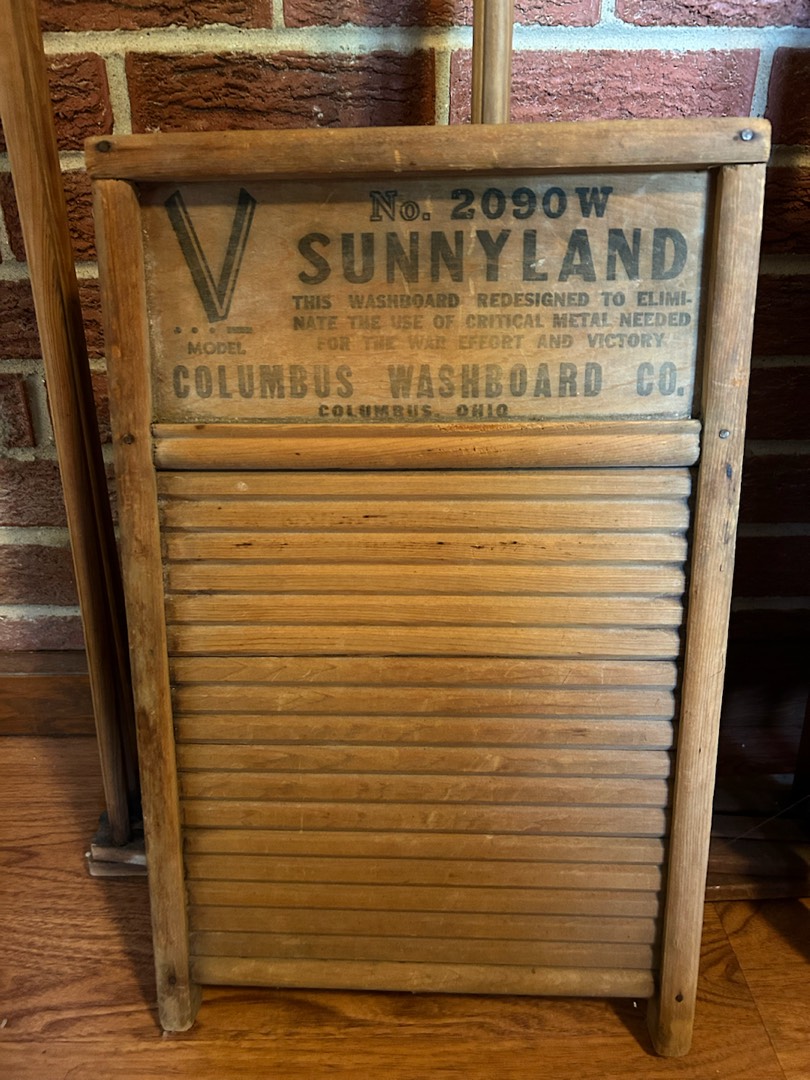 No. 2090W
SUNNYLAND
THIS WASHBOARD REDESIGNED TO ELIMI-
NATE THE USE OF CRITICAL METAL NEEDED
FOR THE WAR EFFORT AND VICTORY
V
...—
MODEL
COLUMBUS WASHBOARD CO.
COLUMBUS, OHIO